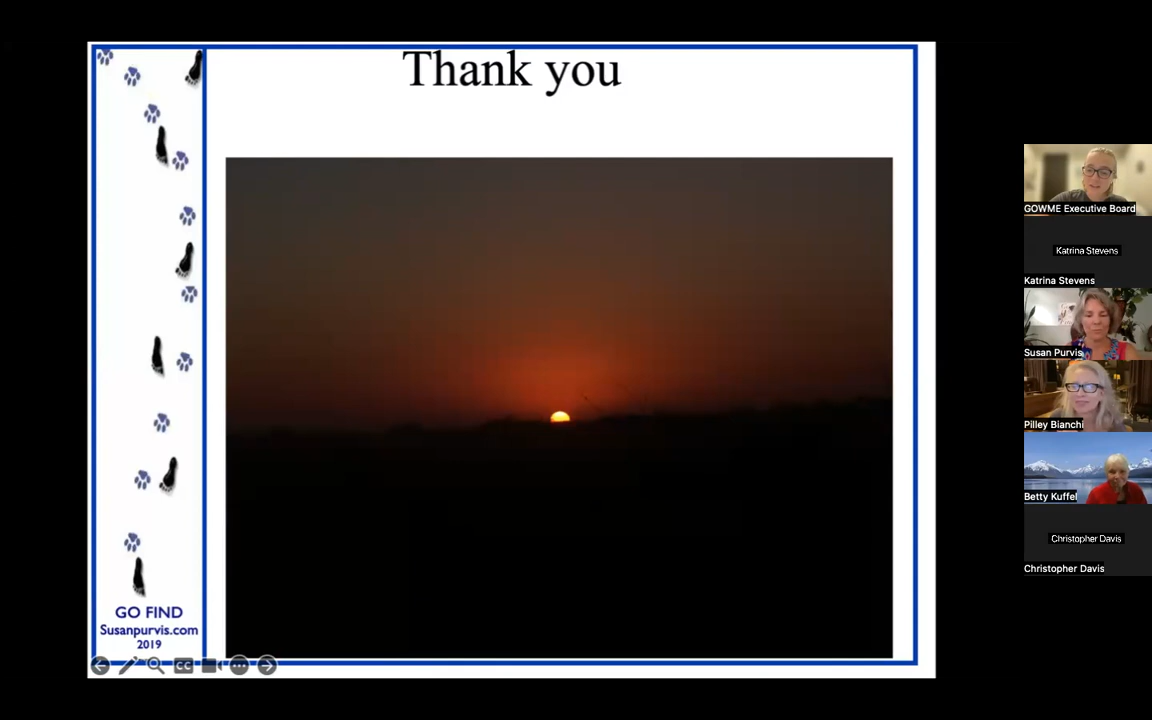 Thank you
GO FIND
Susanpurvis.com
2019
CC
GOWME Executive Board
Katrina Stevens
Katrina Stevens
Susan Purvis
Pilley Bianchi
Betty Kuffel
Christopher Davis
Christopher Davis